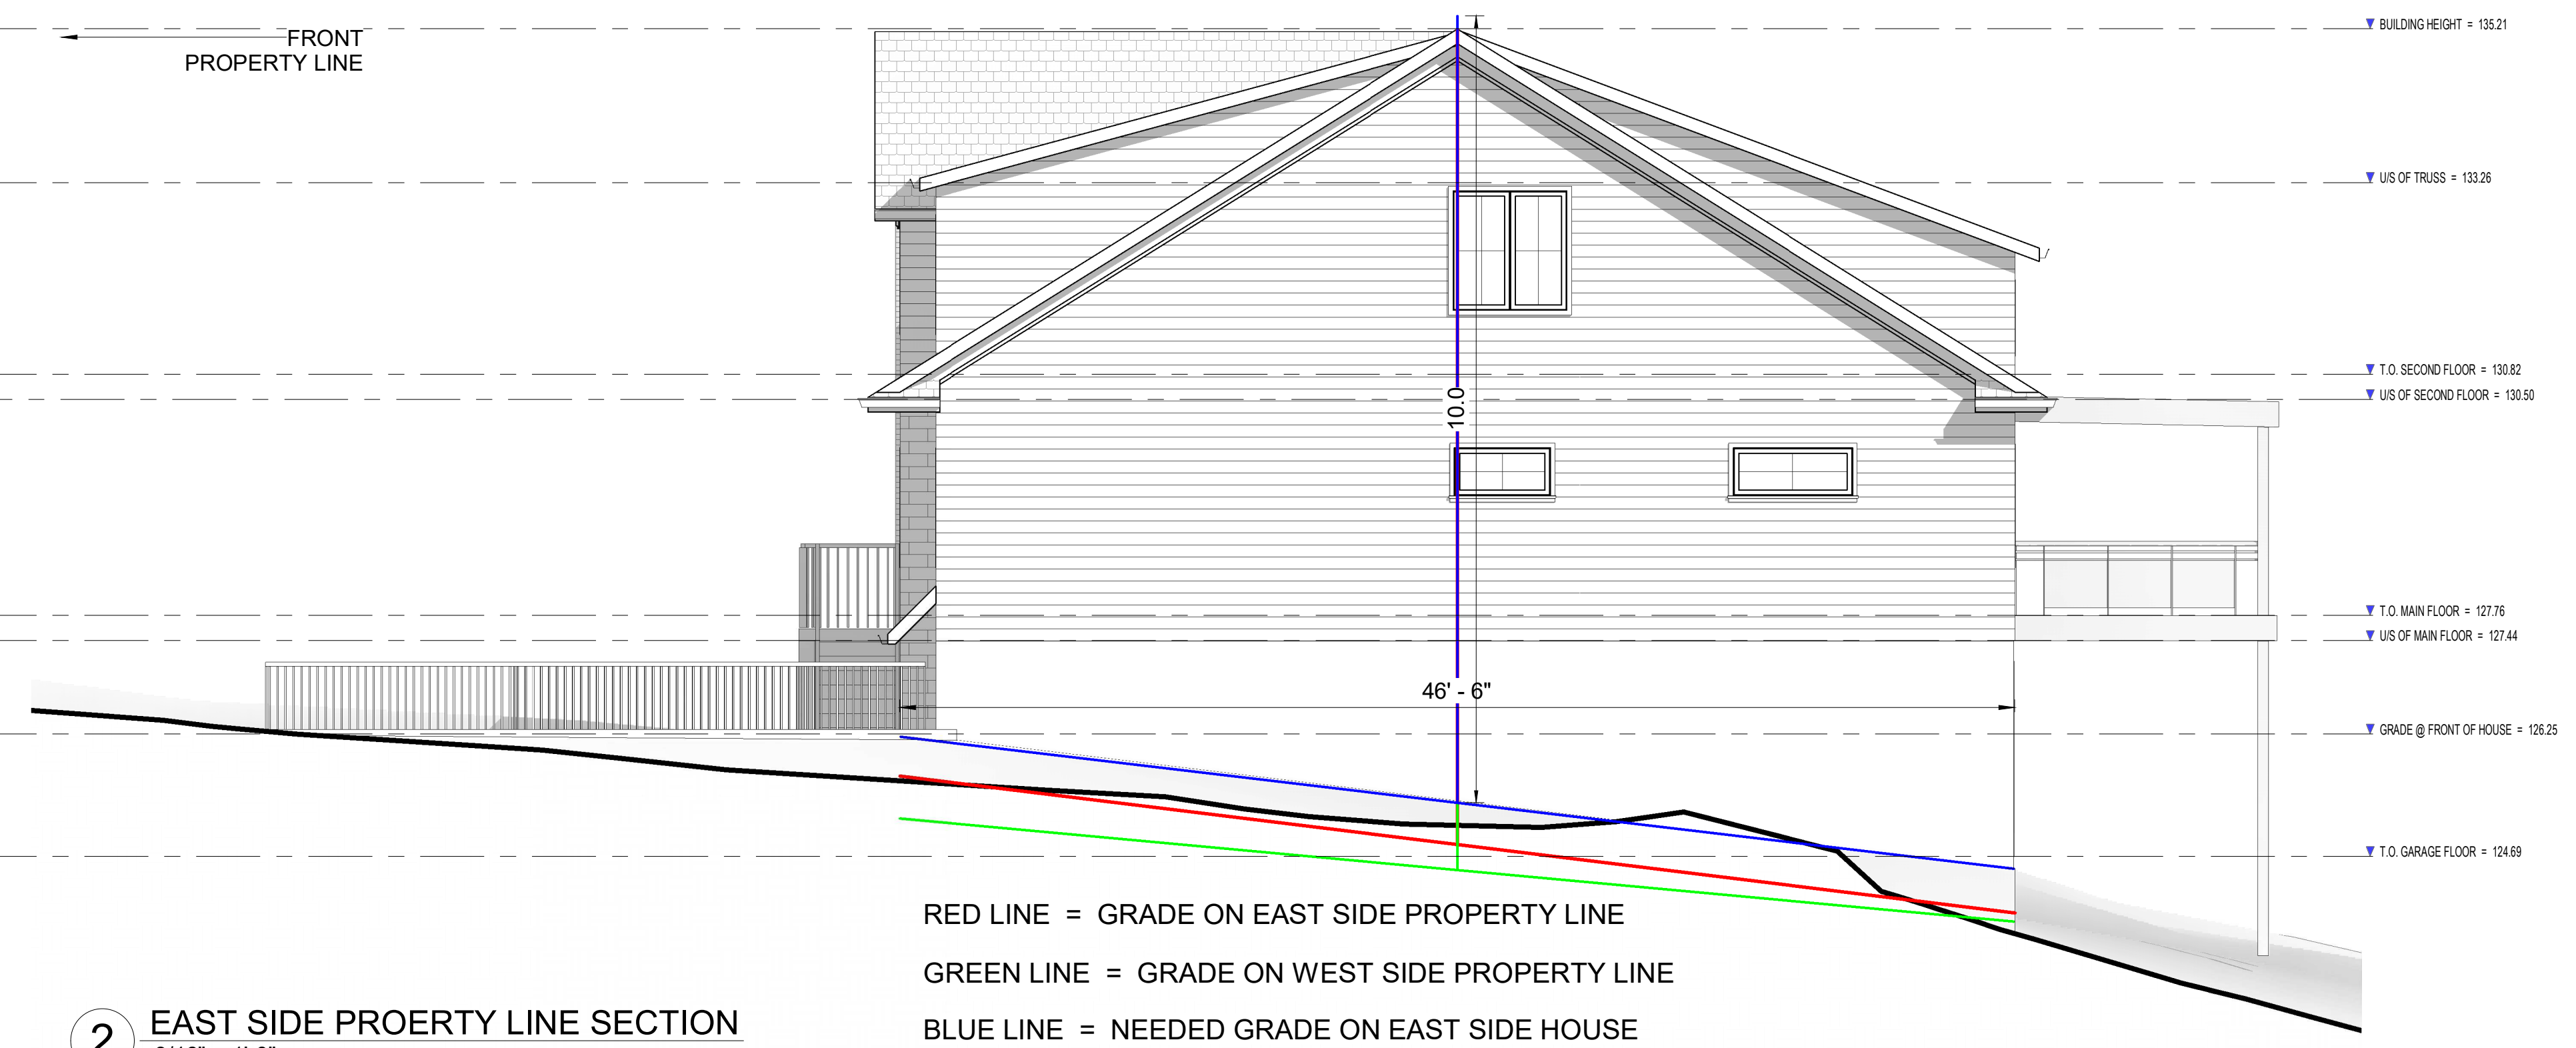 FRONT
PROPERTY LINE
BUILDING HEIGHT = 135.21
U/S OF TRUSS = 133.26
T.O. SECOND FLOOR = 130.82
U/S OF SECOND FLOOR = 130.50
10.0
T.O. MAIN FLOOR = 127.76
U/S OF MAIN FLOOR = 127.44
46' - 6"
GRADE @ FRONT OF HOUSE = 126.25
T.O. GARAGE FLOOR = 124.69
RED LINE = GRADE ON EAST SIDE PROPERTY LINE
GREEN LINE = GRADE ON WEST SIDE PROPERTY LINE
BLUE LINE = NEEDED GRADE ON EAST SIDE HOUSE
2 EAST SIDE PROERTY LINE SECTION